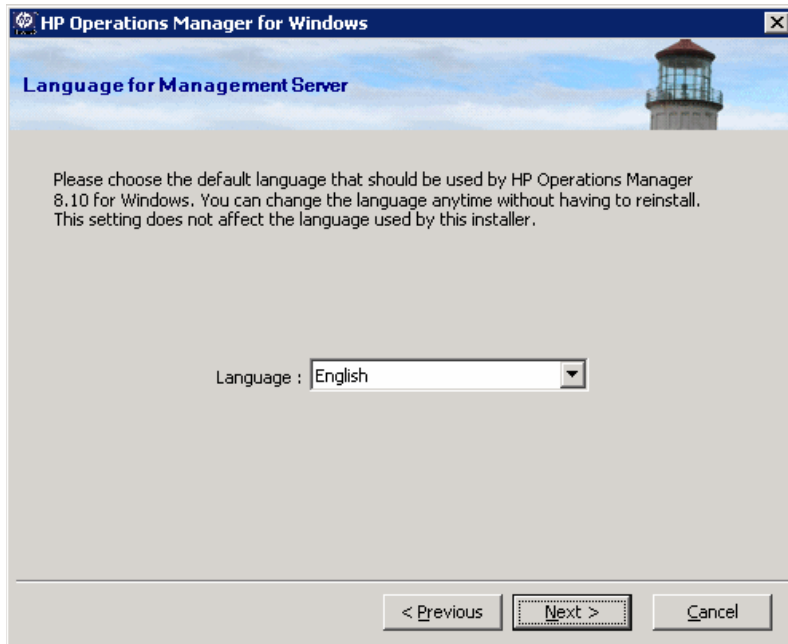 HP Operations Manager for Windows
Language for Management Server
Please choose the default language that should be used by HP Operations Manager
8.10 for Windows. You can change the language anytime without having to reinstall.
This setting does not affect the language used by this installer.
Language : English
< Previous Next > Cancel